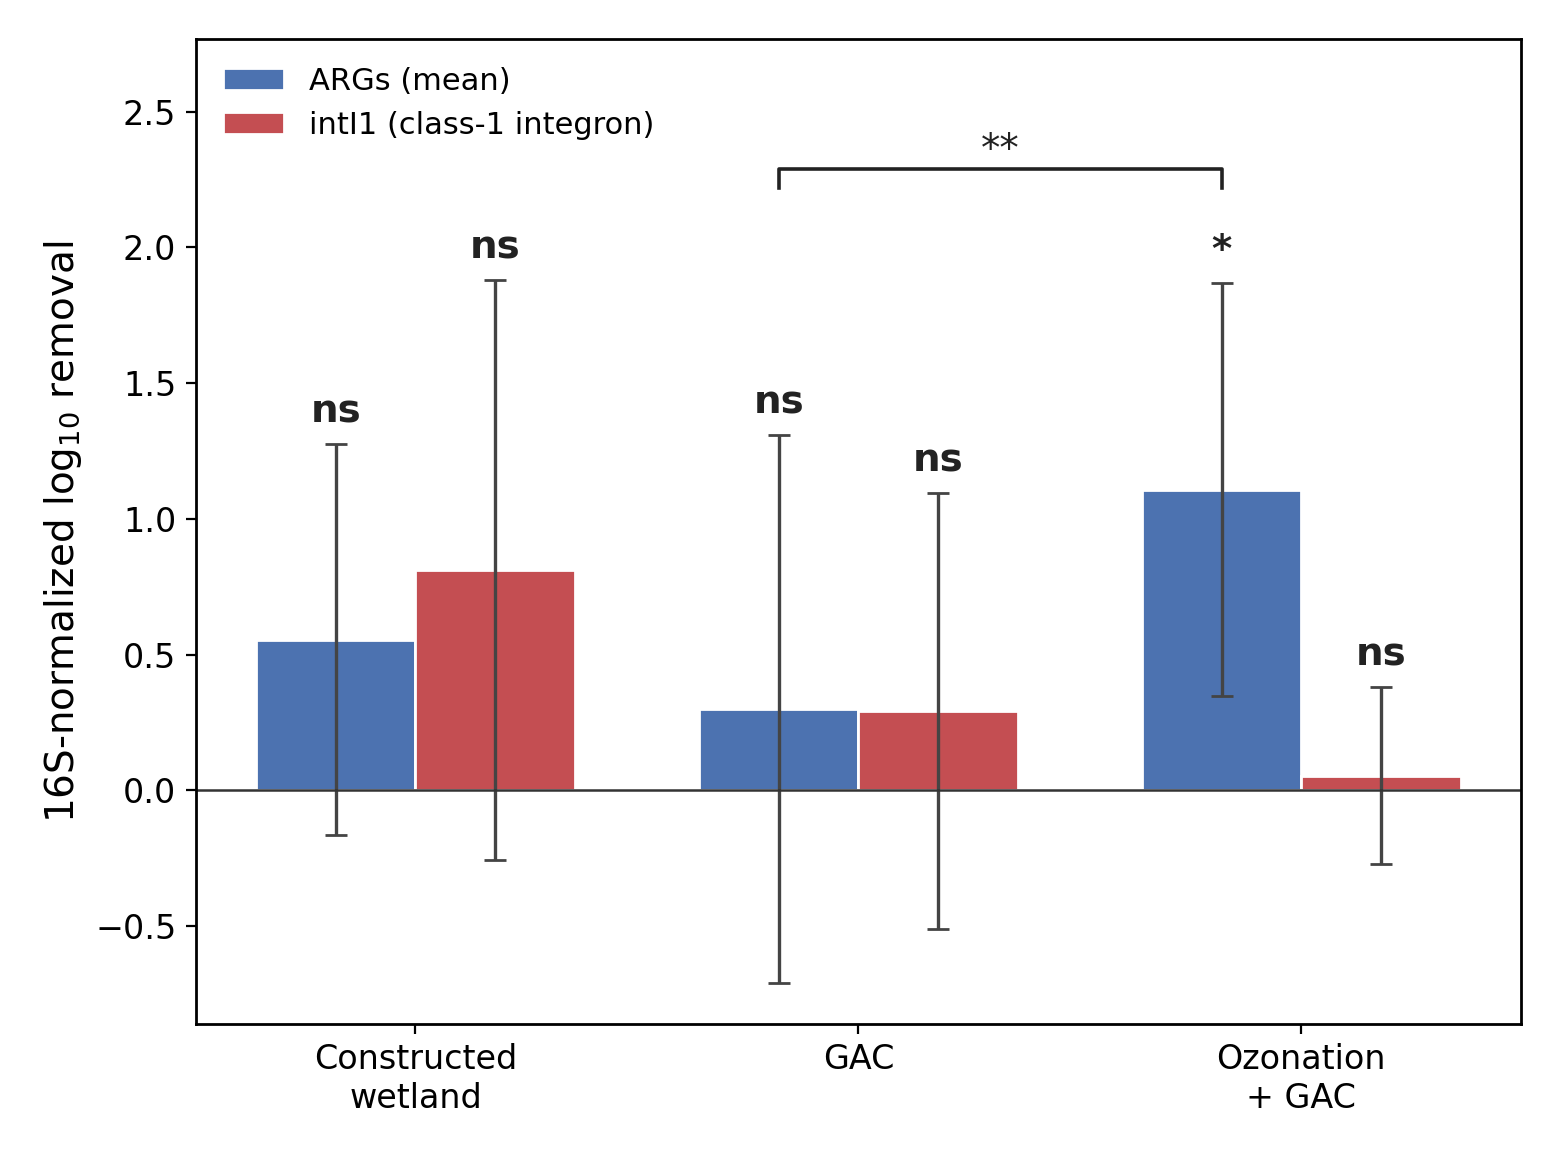 ARGs (mean)
intI1 (class-1 integron)
16S-normalized log₁₀ removal
2.5
2.0
1.5
1.0
0.5
0.0
−0.5
**
ns
ns
ns
ns
*
ns
Constructed
wetland
GAC
Ozonation
+ GAC